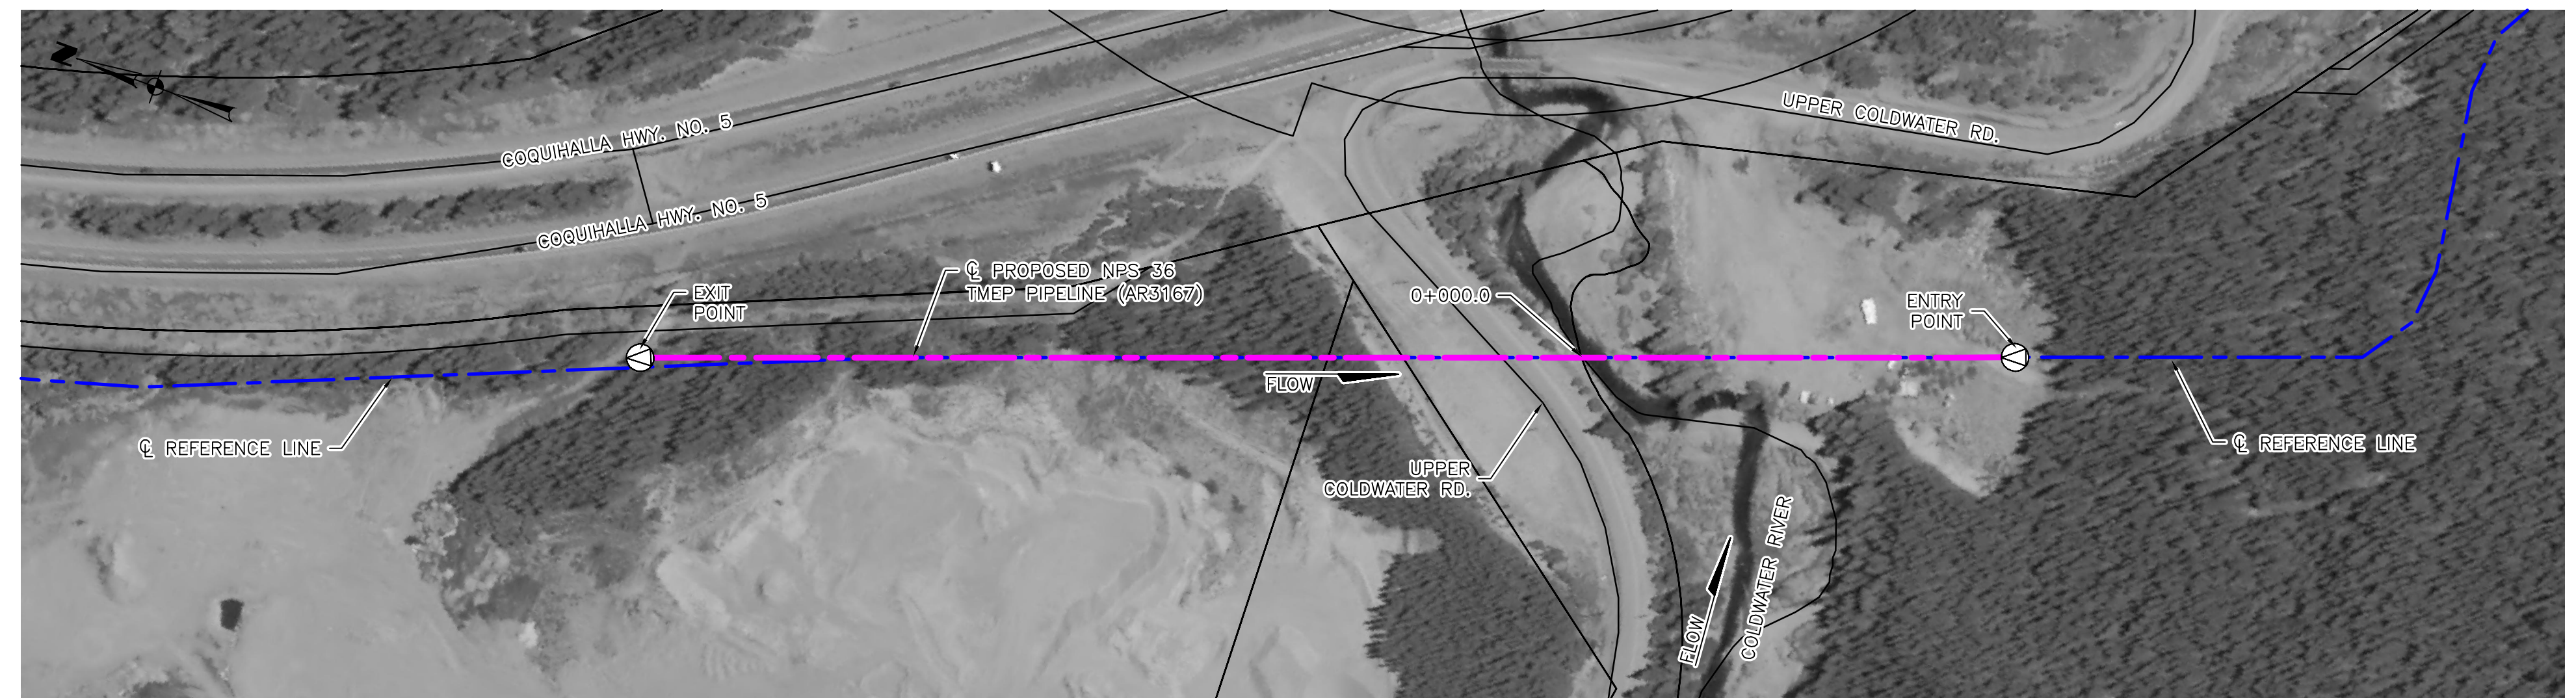 N
COQUIHALLA HWY. NO. 5
UPPER COLDWATER RD.
COQUIHALLA HWY. NO. 5
℄ PROPOSED NPS 36
TMEP PIPELINE (AR3167)
EXIT
POINT
0+000.0
ENTRY
POINT
FLOW
℄ REFERENCE LINE
℄ REFERENCE LINE
UPPER
COLDWATER RD.
COLDWATER RIVER
FLOW